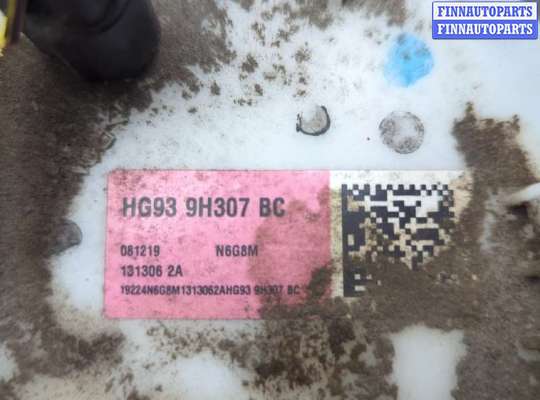 FINNAUTOPARTS
FINNAUTOPARTS
HG93 9H307 BC
081219 N6G8M
131306 2A
19224N6G8M1313062AHG93 9H307 BC